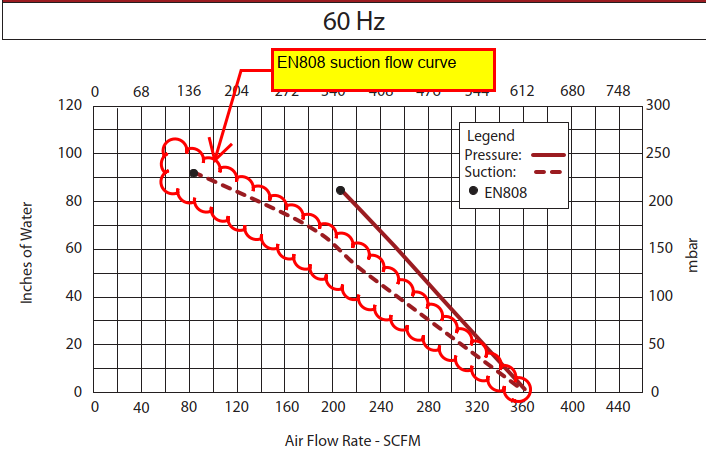 60 Hz
EN808 suction flow curve
0 68 136 204 272 340 408 476 544 612 680 748
120 300
Legend
Pressure:
100 250
Suction:
EN808
80 200
60 150
40 100
20 50
0 0
Inches of Water
mbar
0 40 80 120 160 200 240 280 320 360 400 440
Air Flow Rate - SCFM